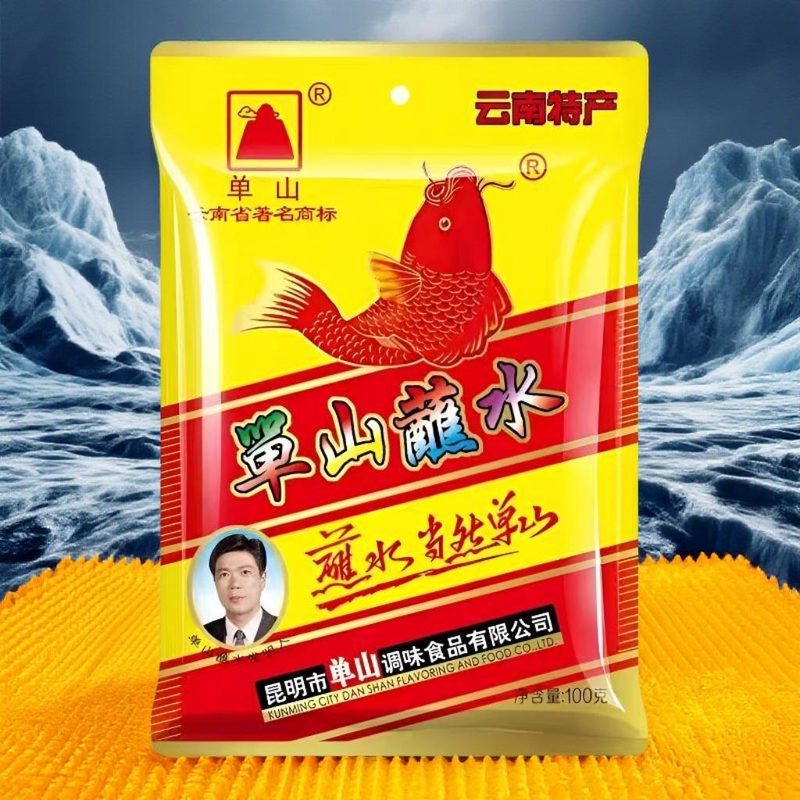 ®
云南特产
单山
云南省著名商标
®
單山蘸水
蘸水当然单山
昆明市单山调味食品有限公司
KUNMING CITY DAN SHAN FLAVORING AND FOOD CO.,LTD.
净含量:100克